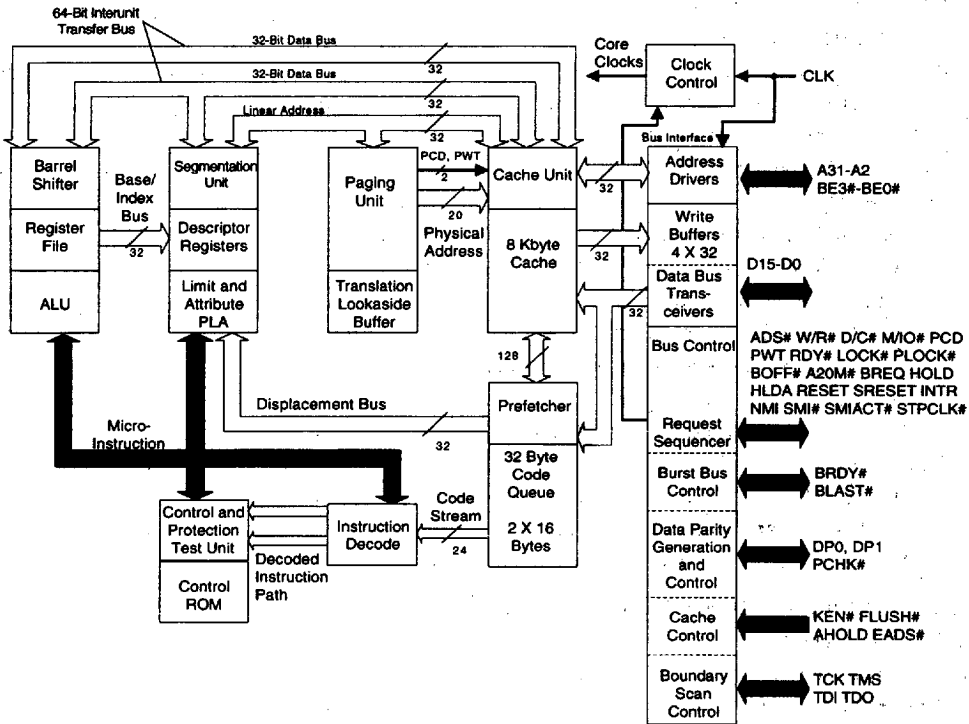 64-Bit Interunit
Transfer Bus
32-Bit Data Bus
32
32-Bit Data Bus
32
Linear Address
32
Core
Clocks
Clock
Control
CLK
Bus Interface
Barrel
Shifter
Register
File
ALU
Base/
Index
Bus
32
Segmentation
Unit
Descriptor
Registers
Limit and
Attribute
PLA
Paging
Unit
Translation
Lookaside
Buffer
PCD, PWT
2
20
Physical
Address
Cache Unit
8 Kbyte
Cache
32
32
32
128
Address
Drivers
A31-A2
BE3#-BE0#
Write
Buffers
4 X 32
Data Bus
Trans-
ceivers
D15-D0
Bus Control
ADS# W/R# D/C# M/IO# PCD
PWT RDY# LOCK# PLOCK#
BOFF# A20M# BREQ HOLD
HLDA RESET SRESET INTR
NMI SMI# SMIACT# STPCLK#
Request
Sequencer
Displacement Bus
32
Prefetcher
32 Byte
Code
Queue
2 X 16
Bytes
Micro-
Instruction
Control and
Protection
Test Unit
Control
ROM
Decoded
Instruction
Path
Instruction
Decode
Code
Stream
24
Burst Bus
Control
BRDY#
BLAST#
Data Parity
Generation
and
Control
DP0, DP1
PCHK#
Cache
Control
KEN# FLUSH#
AHOLD EADS#
Boundary
Scan
Control
TCK TMS
TDI TDO